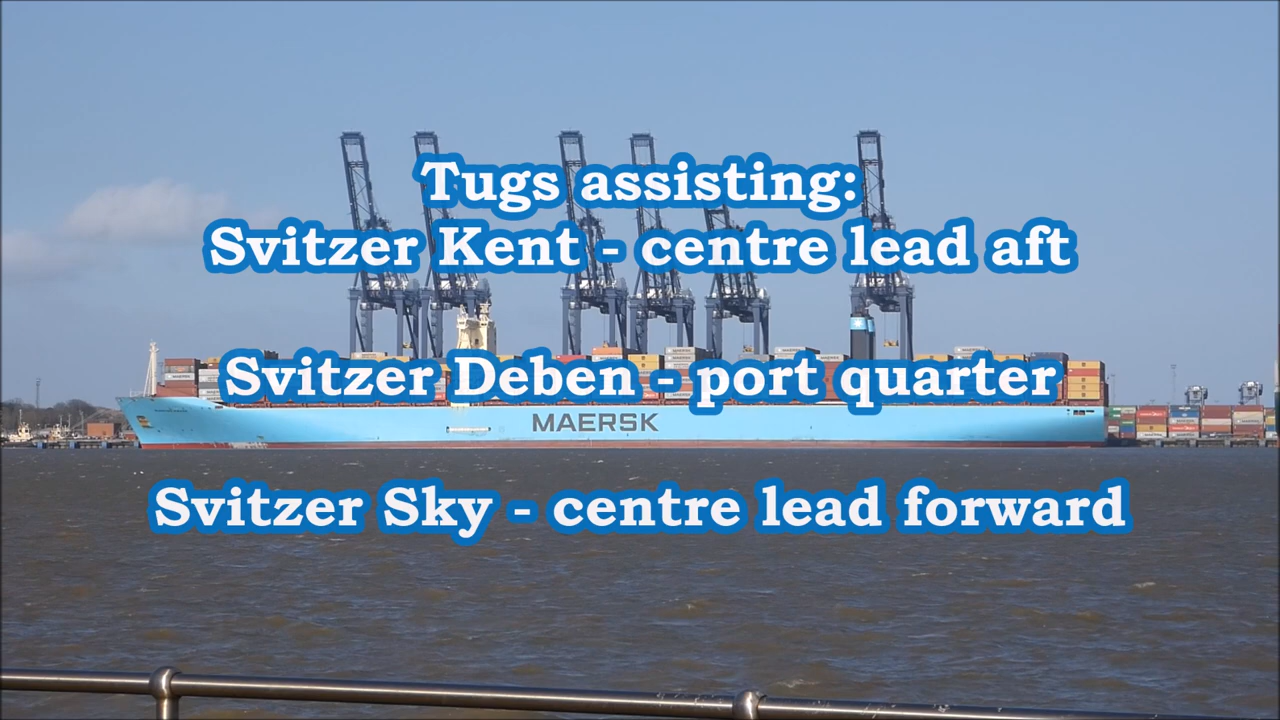 Tugs assisting:
Svitzer Kent - centre lead aft
Svitzer Deben - port quarter
MAERSK
Svitzer Sky - centre lead forward